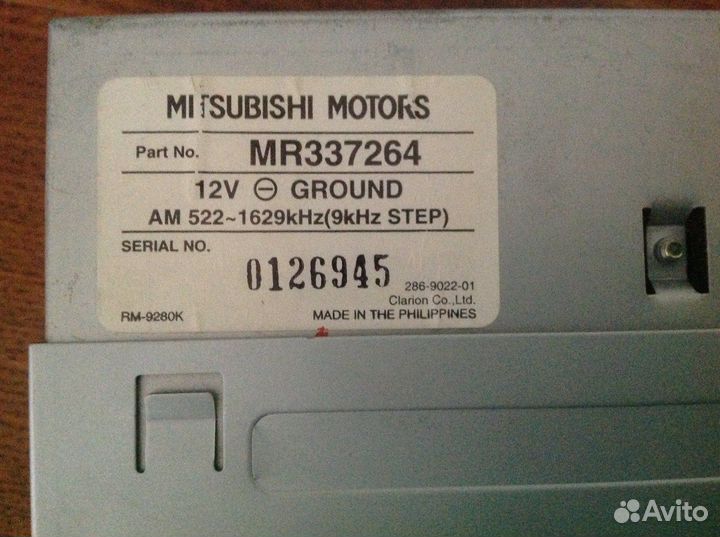 MITSUBISHI MOTORS
Part No. MR337264
12V ⊖ GROUND
AM 522~1629kHz(9kHz STEP)
SERIAL NO.
0126945
286-9022-01
Clarion Co.,Ltd.
RM-9280K MADE IN THE PHILIPPINES
Avito